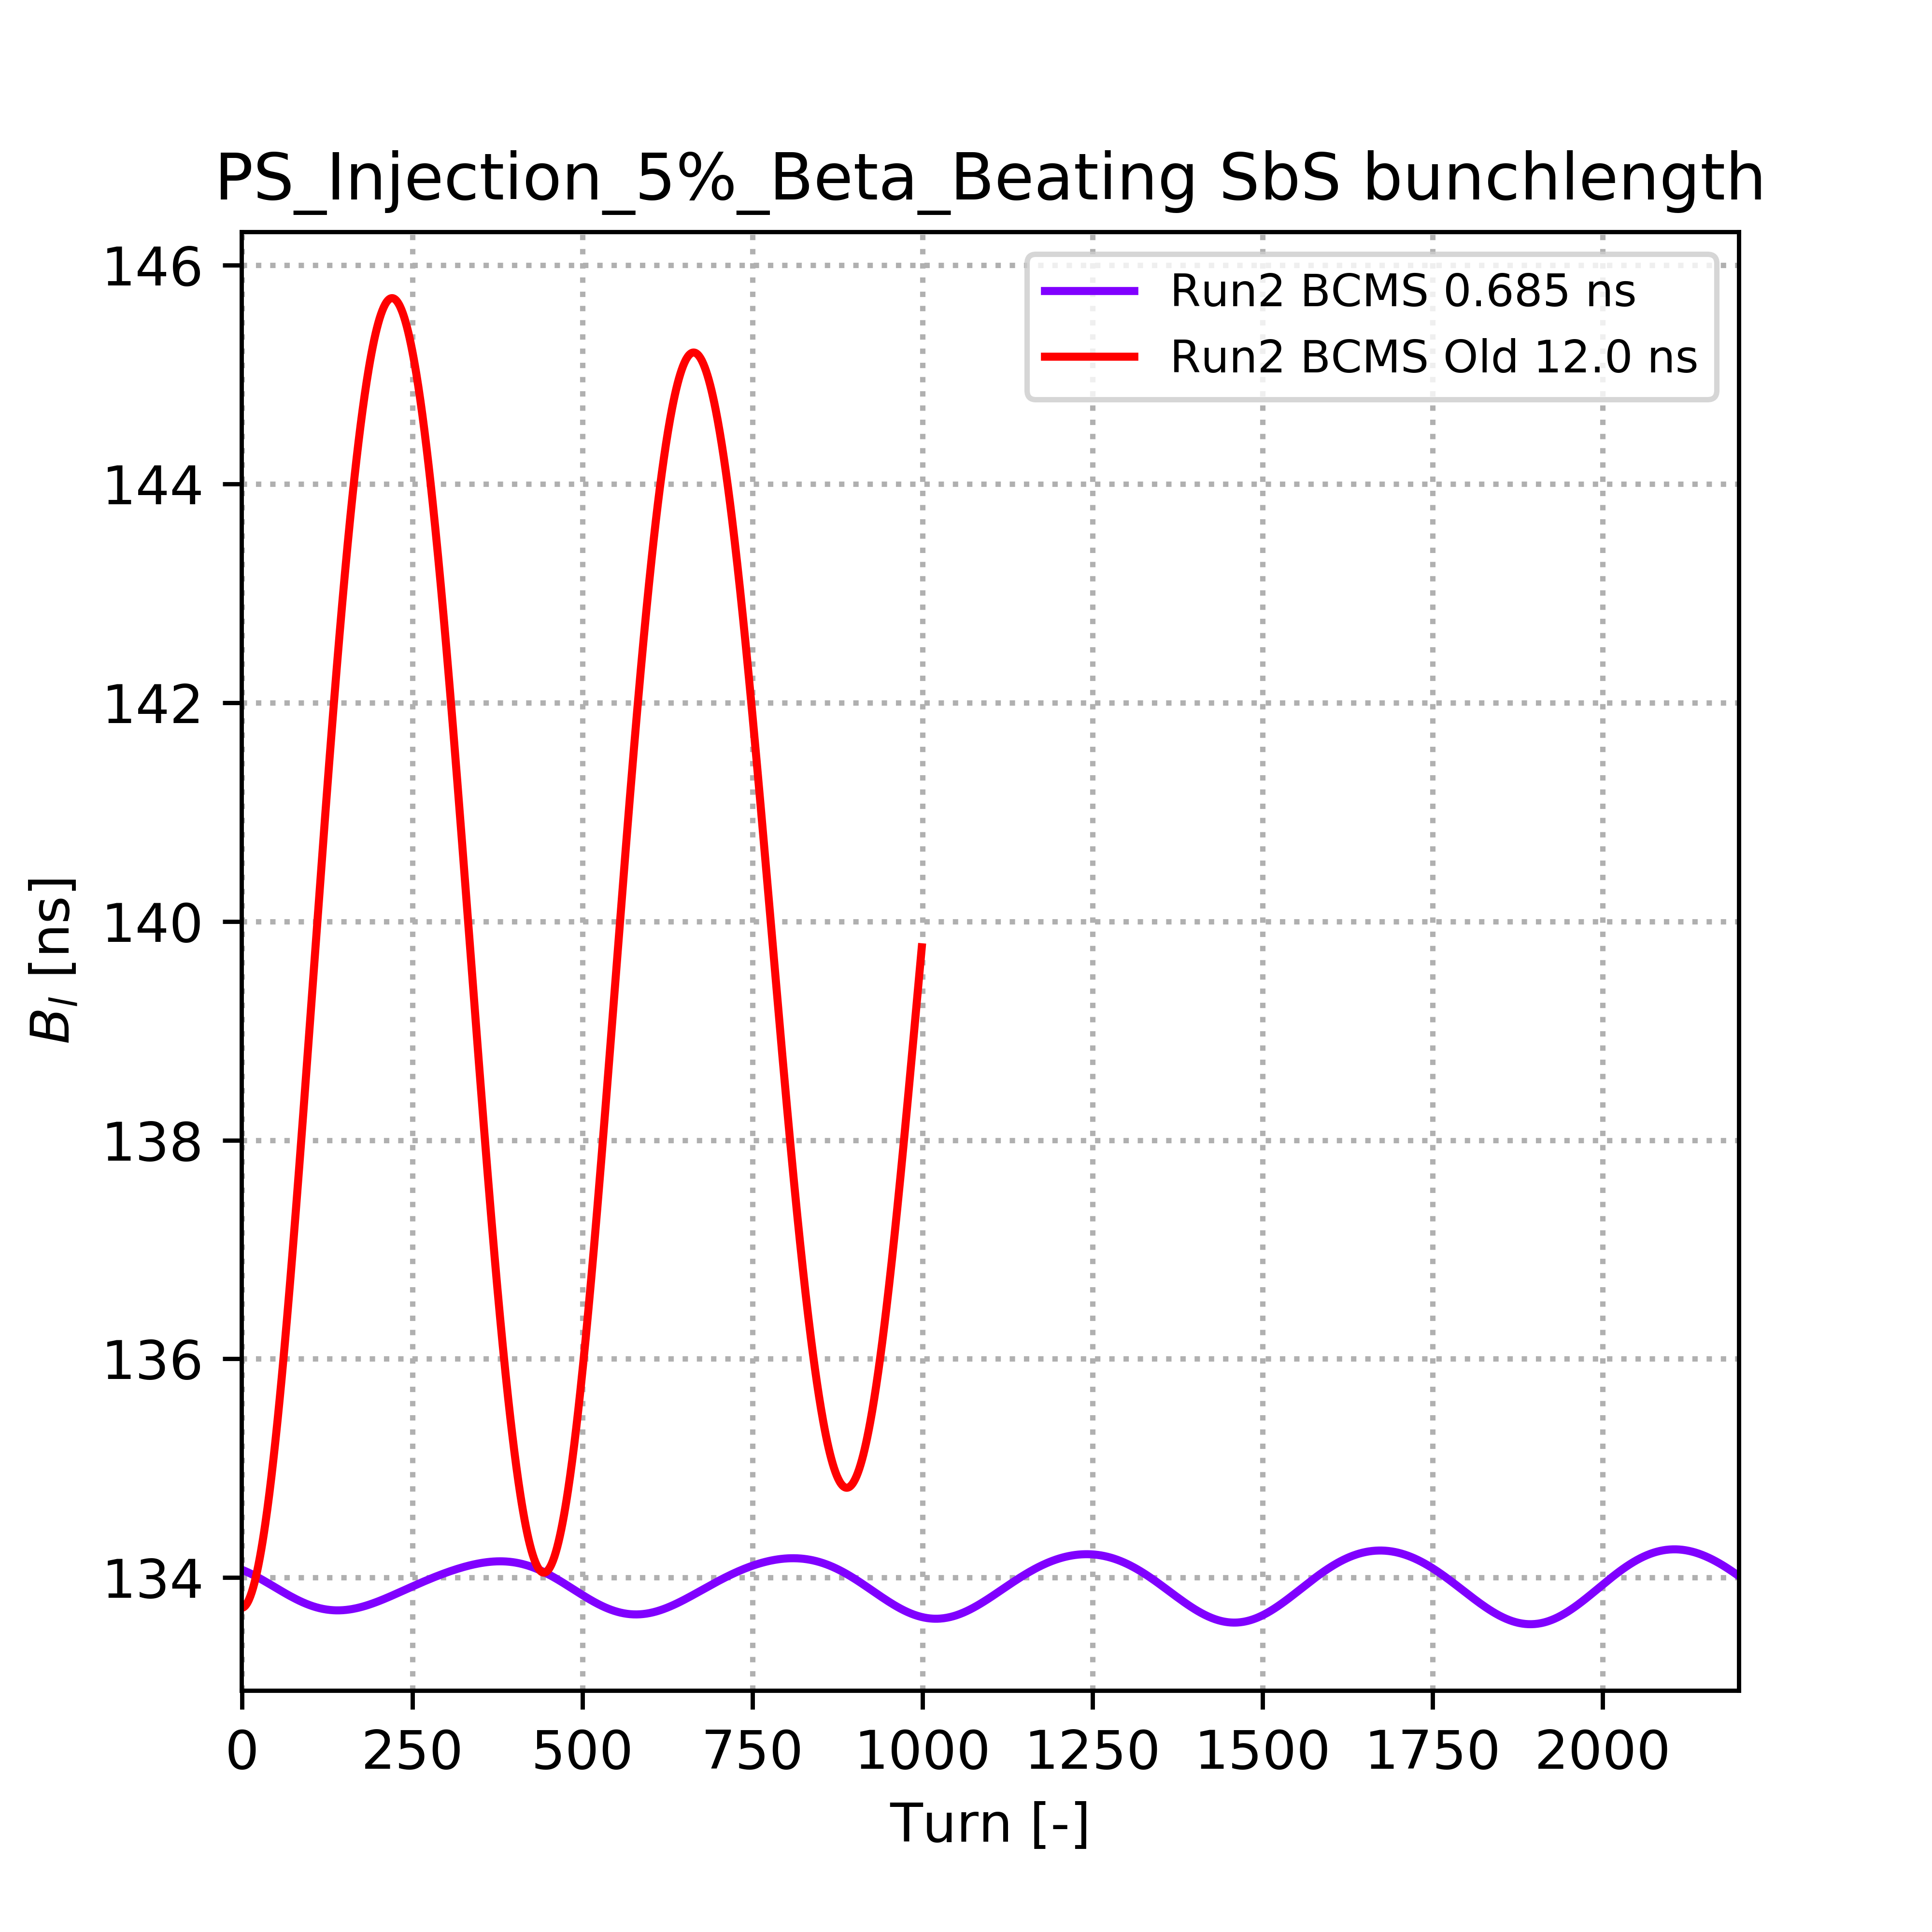 PS_Injection_5%_Beta_Beating SbS bunchlength
Run2 BCMS 0.685 ns
Run2 BCMS Old 12.0 ns
146
144
142
140
138
136
134
B_l [ns]
0 250 500 750 1000 1250 1500 1750 2000
Turn [-]